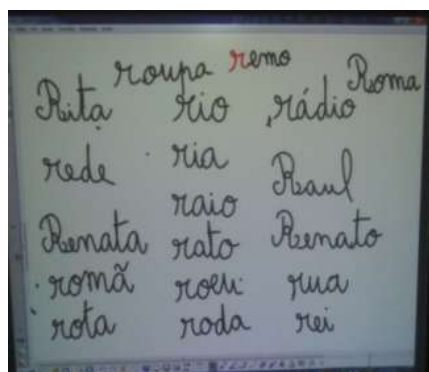 roupa remo Roma
Rita rio rádio
rede ria Raul
raio
Renata rato Renato
romã roeu rua
rota roda rei